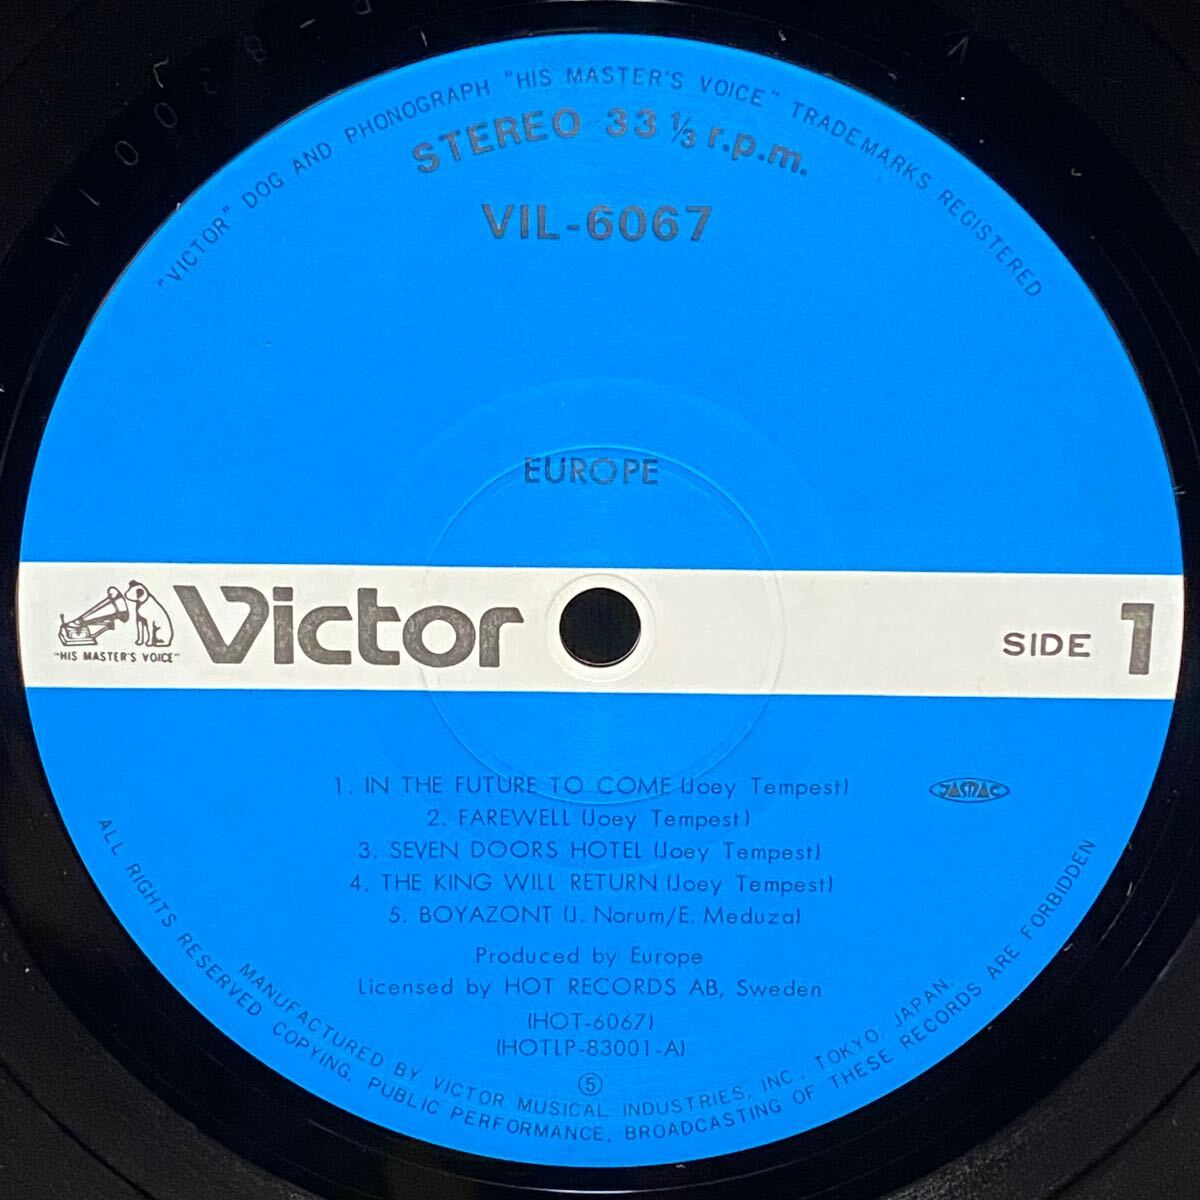 "VICTOR" DOG AND PHONOGRAPH "HIS MASTER'S VOICE" TRADEMARKS REGISTERED
STEREO 33 ⅓ r.p.m.
VIL-6067
EUROPE
"HIS MASTER'S VOICE"
Victor
SIDE 1
1. IN THE FUTURE TO COME (Joey Tempest)
2. FAREWELL (Joey Tempest)
3. SEVEN DOORS HOTEL (Joey Tempest)
4. THE KING WILL RETURN (Joey Tempest)
5. BOYAZONT (J. Norum/E. Meduza)
JASRAC
Produced by Europe
Licensed by HOT RECORDS AB, Sweden
(HOT-6067)
(HOTLP-83001-A)
⑤
MANUFACTURED BY VICTOR MUSICAL INDUSTRIES, INC., TOKYO, JAPAN.
ALL RIGHTS RESERVED COPYING, PUBLIC PERFORMANCE, BROADCASTING OF THESE RECORDS ARE FORBIDDEN